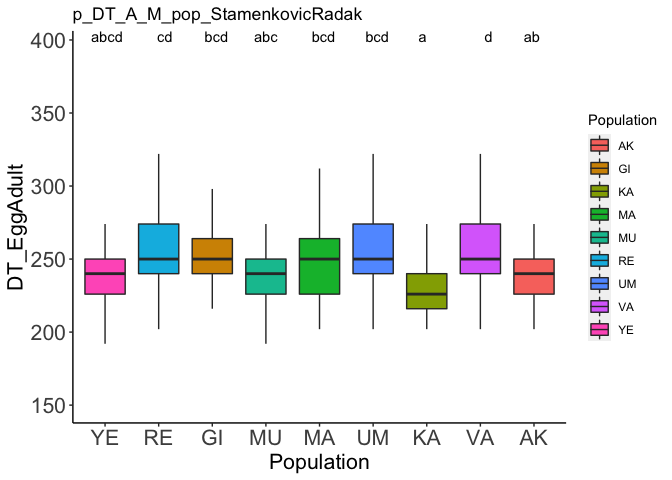 p_DT_A_M_pop_StamenkovicRadak
abcd cd bcd abc bcd bcd a d ab
400
350
300
250
200
150
DT_EggAdult
YE RE GI MU MA UM KA VA AK
Population
Population
AK
GI
KA
MA
MU
RE
UM
VA
YE